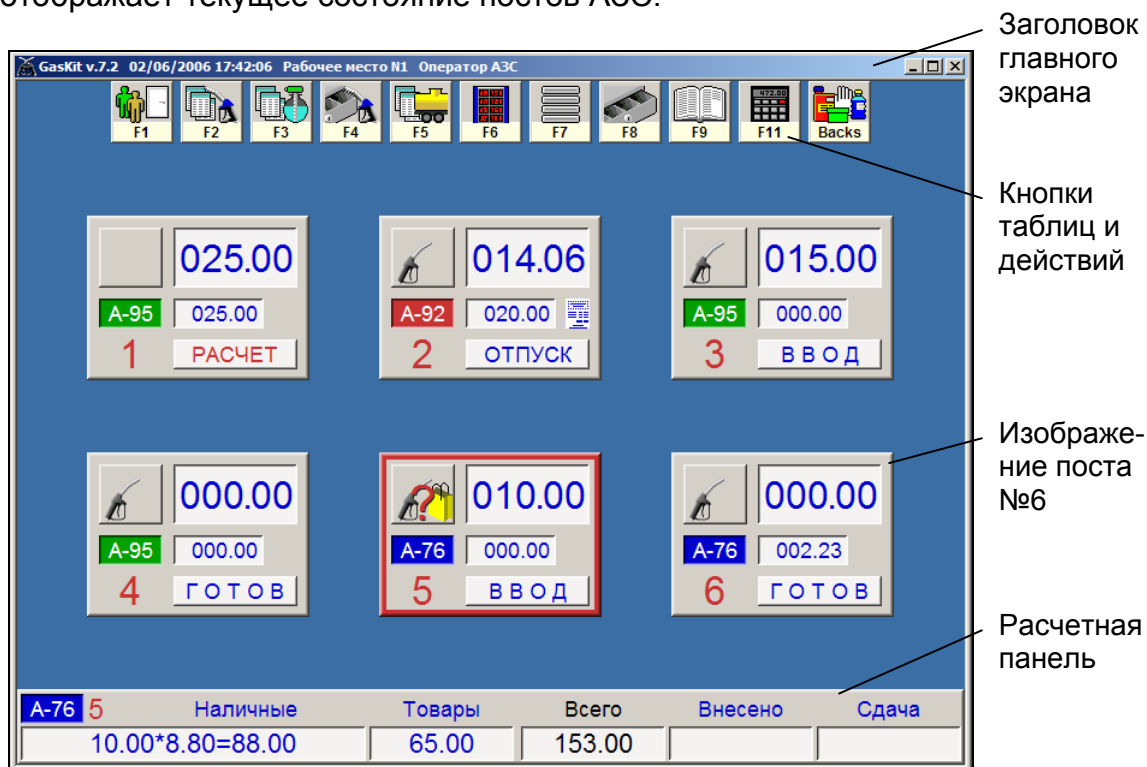 отображает текущее состояние постов АЗС.
Заголовок
главного
экрана
GasKit v.7.2 02/06/2006 17:42:06 Рабочее место N1 Оператор АЗС
F1 F2 F3 F4 F5 F6 F7 F8 F9 F11 Backs
472.00
Кнопки
таблиц и
действий
025.00
А-95 025.00
1 РАСЧЕТ
014.06
А-92 020.00
2 ОТПУСК
015.00
А-95 000.00
3 ВВОД
Изображе-
ние поста
№6
000.00
А-95 000.00
4 ГОТОВ
010.00
А-76 000.00
5 ВВОД
000.00
А-76 002.23
6 ГОТОВ
Расчетная
панель
А-76 5 Наличные Товары Всего Внесено Сдача
10.00*8.80=88.00 65.00 153.00